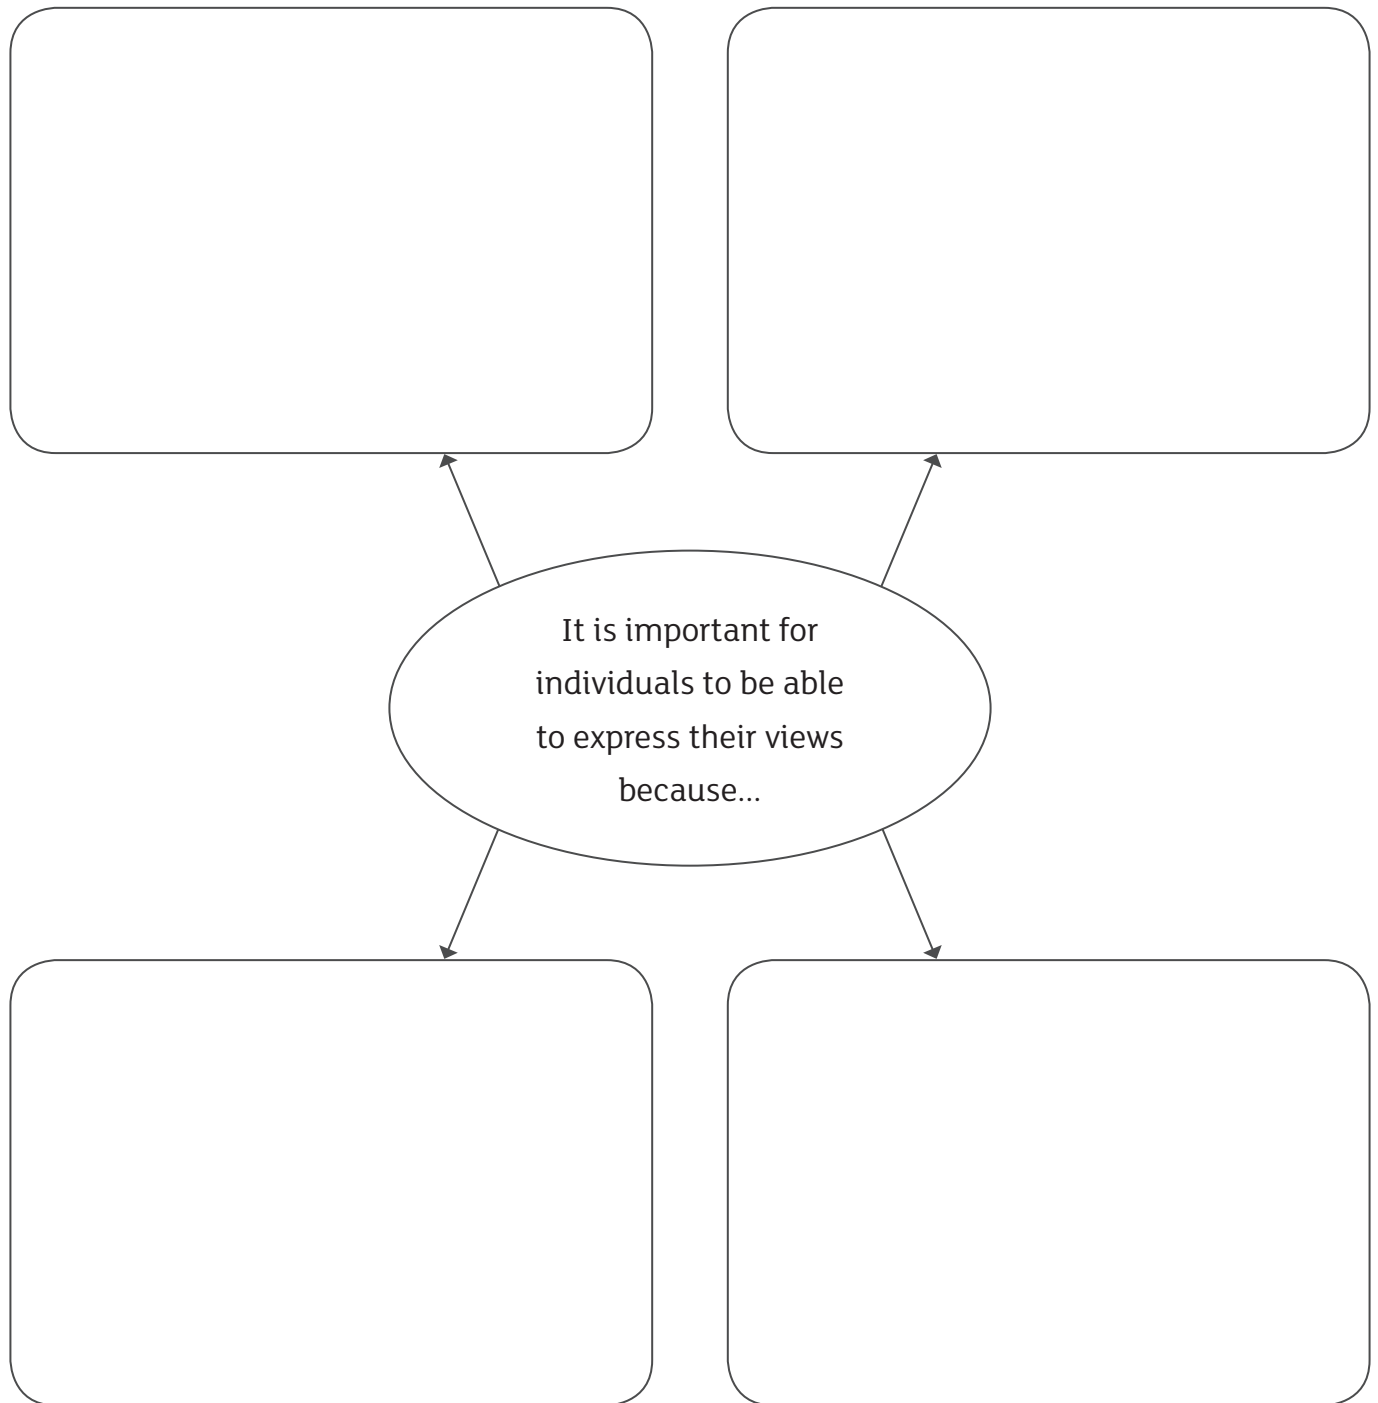 It is important for
individuals to be able
to express their views
because...